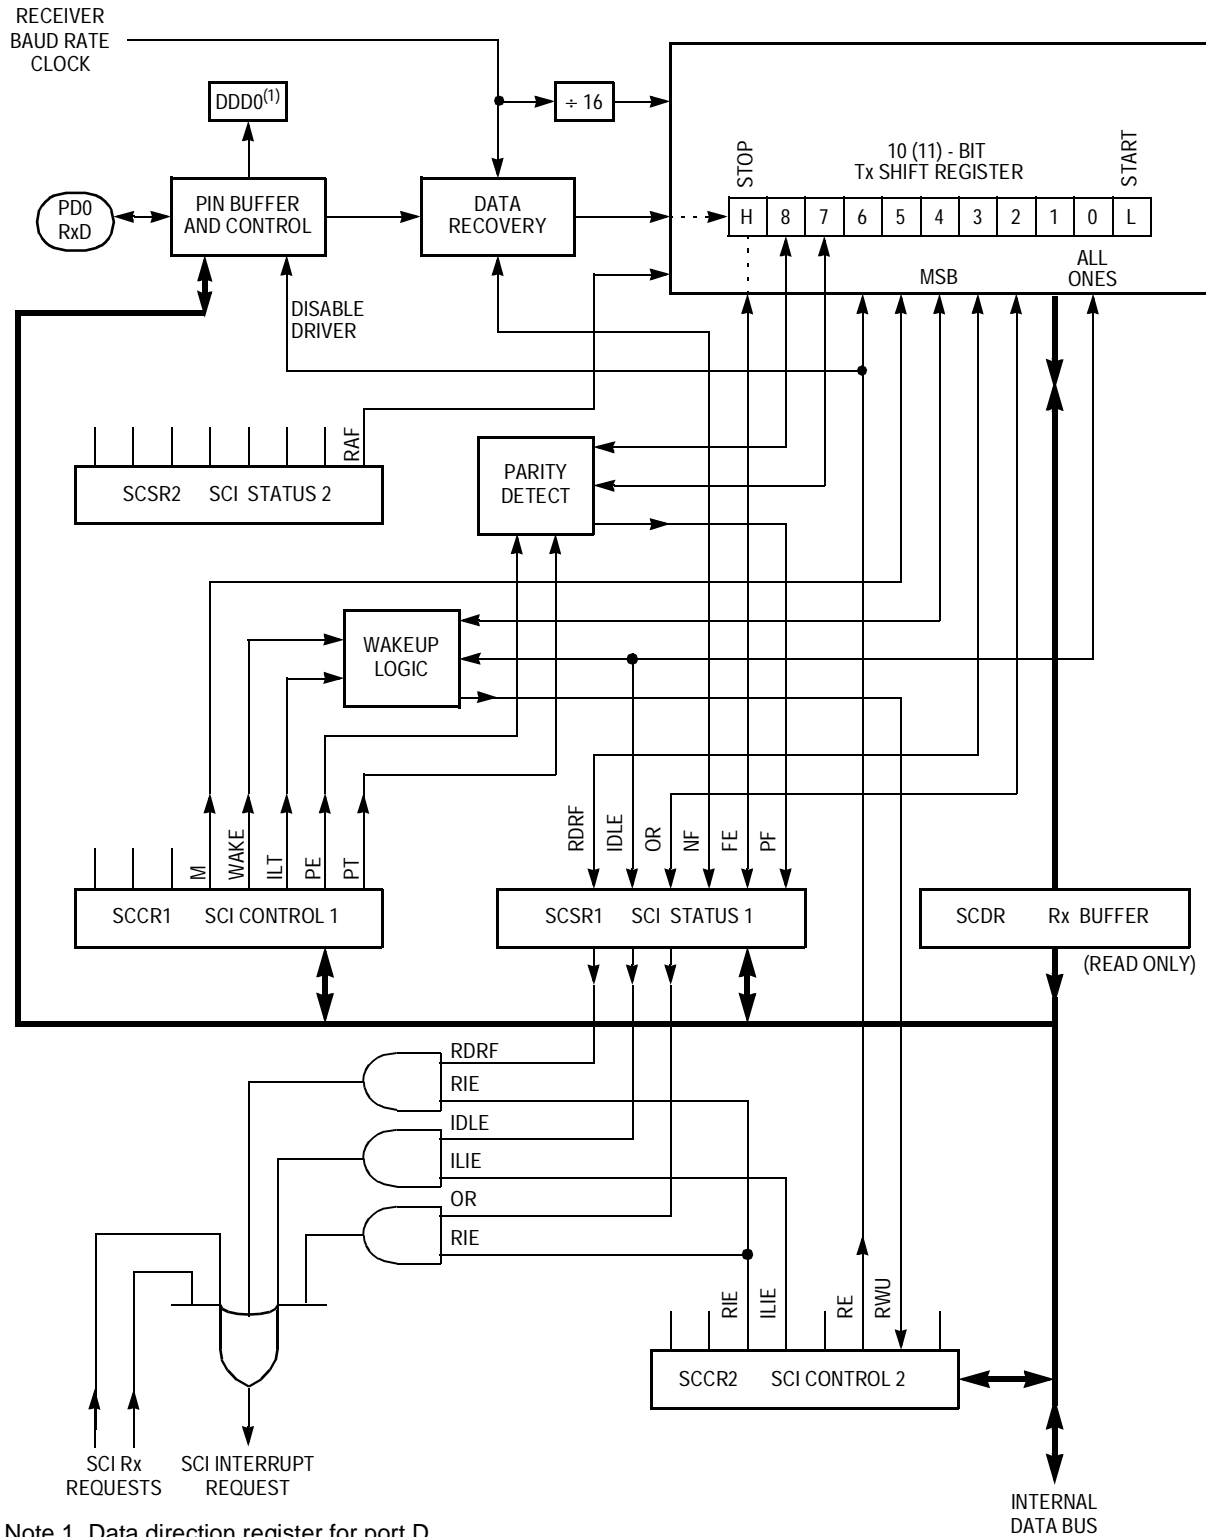 RECEIVER
BAUD RATE
CLOCK
DDD0(1)
÷ 16
STOP
10 (11) - BIT
Tx SHIFT REGISTER
START
PD0
RxD
PIN BUFFER
AND CONTROL
DATA
RECOVERY
H 8 7 6 5 4 3 2 1 0 L
MSB
ALL
ONES
DISABLE
DRIVER
RAF
SCSR2 SCI STATUS 2
PARITY
DETECT
WAKEUP
LOGIC
M
WAKE
ILT
PE
PT
RDRF
IDLE
OR
NF
FE
PF
SCCR1 SCI CONTROL 1
SCSR1 SCI STATUS 1
SCDR Rx BUFFER
(READ ONLY)
RDRF
RIE
IDLE
ILIE
OR
RIE
RIE
ILIE
RE
RWU
SCCR2 SCI CONTROL 2
SCI Rx
REQUESTS
SCI INTERRUPT
REQUEST
INTERNAL
DATA BUS
Note 1. Data direction register for port D